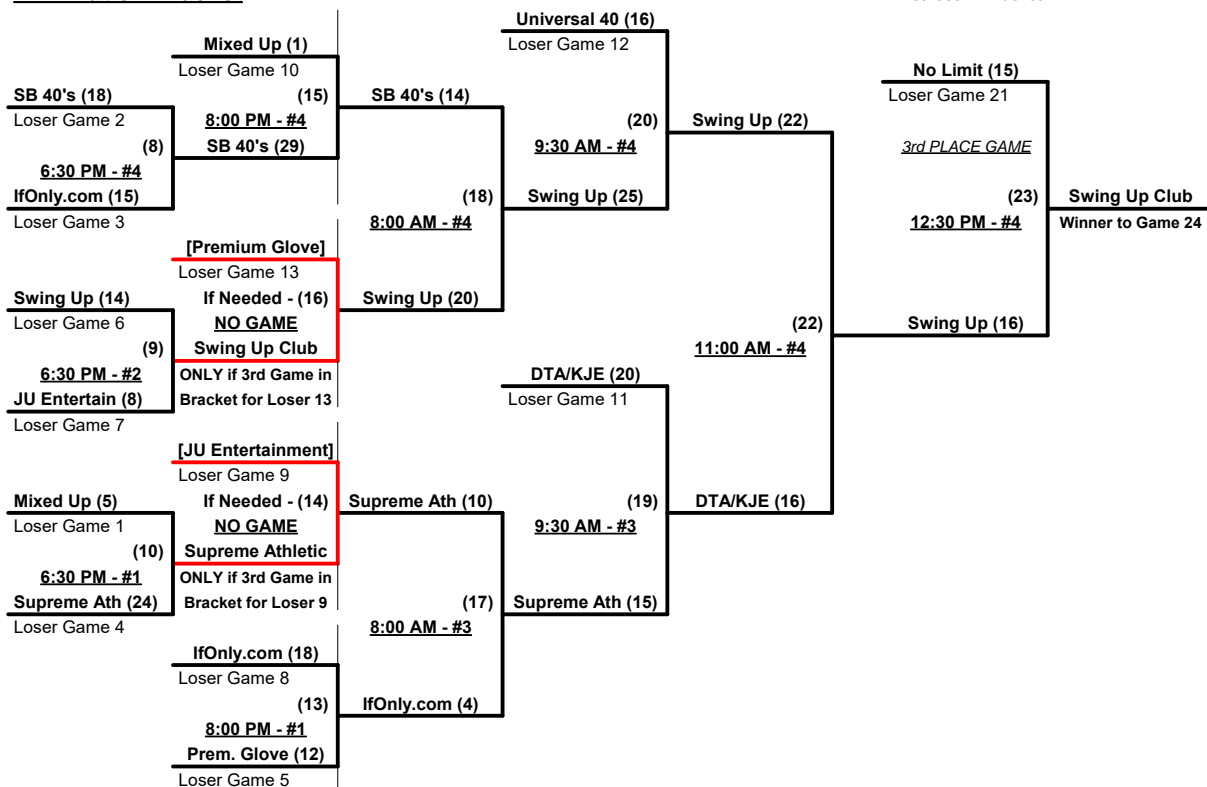 Universal 40 (16)
Loser Game 12
Mixed Up (1)
Loser Game 10
No Limit (15)
Loser Game 21
SB 40's (18)
Loser Game 2
(15)
8:00 PM - #4
SB 40's (14)
(8)
6:30 PM - #4
SB 40's (29)
(20)
9:30 AM - #4
Swing Up (22)
3rd PLACE GAME
IfOnly.com (15)
Loser Game 3
(18)
8:00 AM - #4
Swing Up (25)
(23)
12:30 PM - #4
Swing Up Club
Winner to Game 24
[Premium Glove]
Loser Game 13
Swing Up (14)
Loser Game 6
If Needed - (16)
NO GAME
Swing Up (20)
(9)
6:30 PM - #2
Swing Up Club
ONLY if 3rd Game in
Bracket for Loser 13
(22)
11:00 AM - #4
Swing Up (16)
JU Entertain (8)
Loser Game 7
DTA/KJE (20)
Loser Game 11
[JU Entertainment]
Loser Game 9
Mixed Up (5)
Loser Game 1
If Needed - (14)
NO GAME
Supreme Ath (10)
(19)
9:30 AM - #3
DTA/KJE (16)
(10)
6:30 PM - #1
Supreme Athletic
ONLY if 3rd Game in
Bracket for Loser 9
Supreme Ath (24)
Loser Game 4
(17)
8:00 AM - #3
Supreme Ath (15)
IfOnly.com (18)
Loser Game 8
(13)
8:00 PM - #1
IfOnly.com (4)
Prem. Glove (12)
Loser Game 5